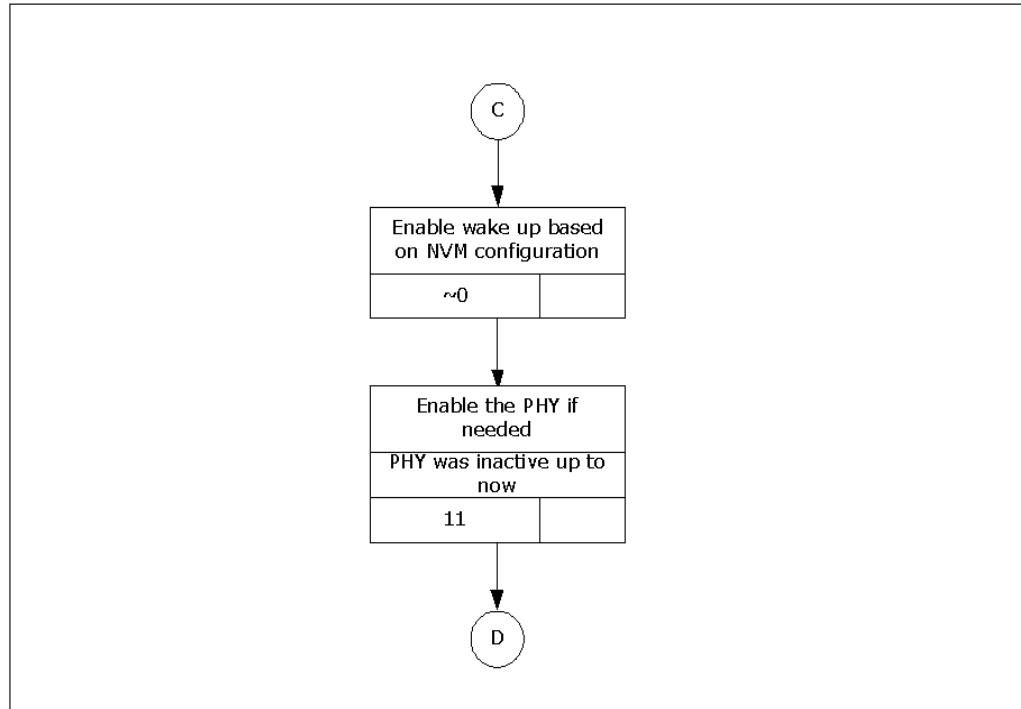 C
Enable wake up based
on NVM configuration
~0
Enable the PHY if
needed
PHY was inactive up to
now
11
D